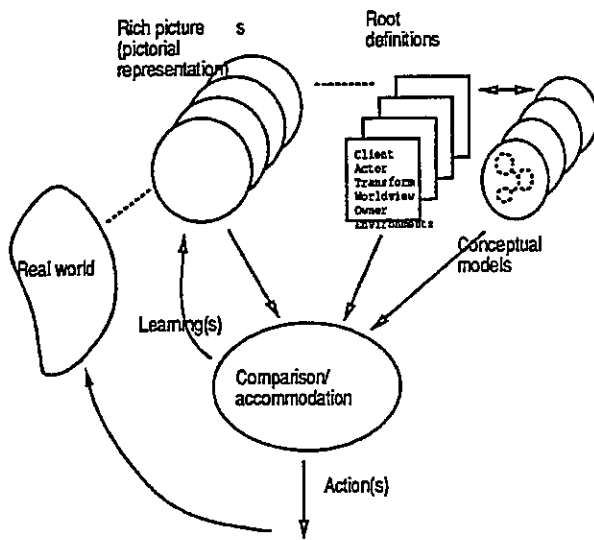 Rich picture s
(pictorial
representation)
Root
definitions
Client
Actor
Transform
Worldview
Owner
Environments
Conceptual
models
Real world
Learning(s)
Comparison/
accommodation
Action(s)